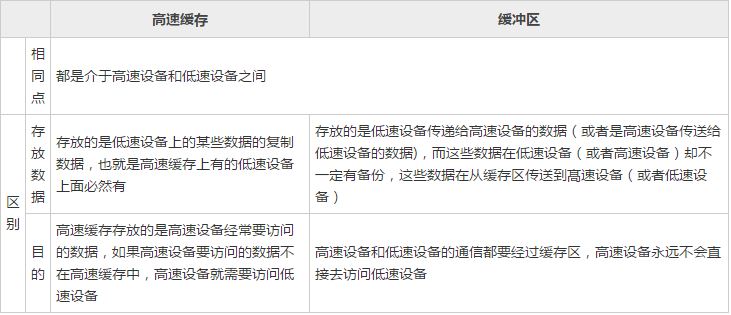 高速缓存
缓冲区
相同点
都是介于高速设备和低速设备之间
区别
存放数据
存放的是低速设备上的某些数据的复制
数据，也就是高速缓存上有的低速设备
上面必然有
存放的是低速设备传递给高速设备的数据（或者是高速设备传送给
低速设备的数据)，而这些数据在低速设备（或者高速设备）却不
一定有备份，这些数据在从缓存区传送到高速设备（或者低速设
备）
目的
高速缓存存放的是高速设备经常要访问
的数据，如果高速设备要访问的数据不
在高速缓存中，高速设备就需要访问低
速设备
高速设备和低速设备的通信都要经过缓存区，高速设备永远不会直
接去访问低速设备